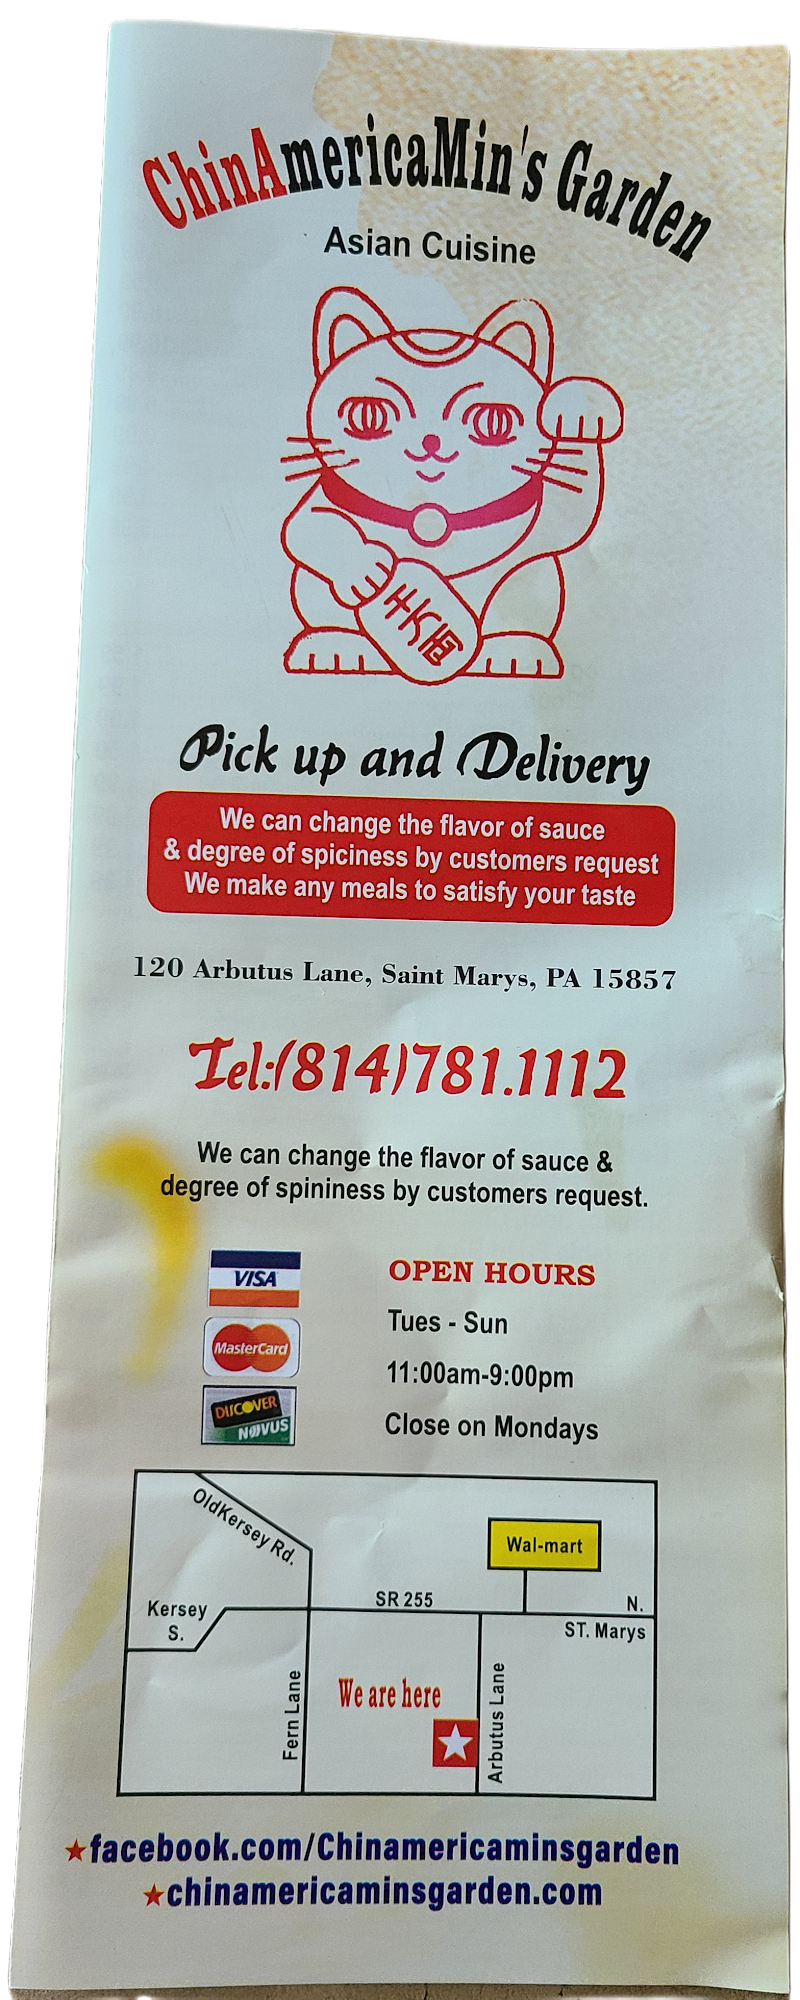 ChinAmericaMin's Garden
Asian Cuisine
Pick up and Delivery
We can change the flavor of sauce
& degree of spiciness by customers request
We make any meals to satisfy your taste
120 Arbutus Lane, Saint Marys, PA 15857
Tel:(814)781.1112
We can change the flavor of sauce &
degree of spininess by customers request.
VISA
MasterCard
DISCOVER
NOVUS
OPEN HOURS
Tues - Sun
11:00am-9:00pm
Close on Mondays
OldKersey Rd.
Wal-mart
Kersey
S.
SR 255
N.
ST. Marys
Fern Lane
We are here
Arbutus Lane
facebook.com/Chinamericaminsgarden
chinamericaminsgarden.com